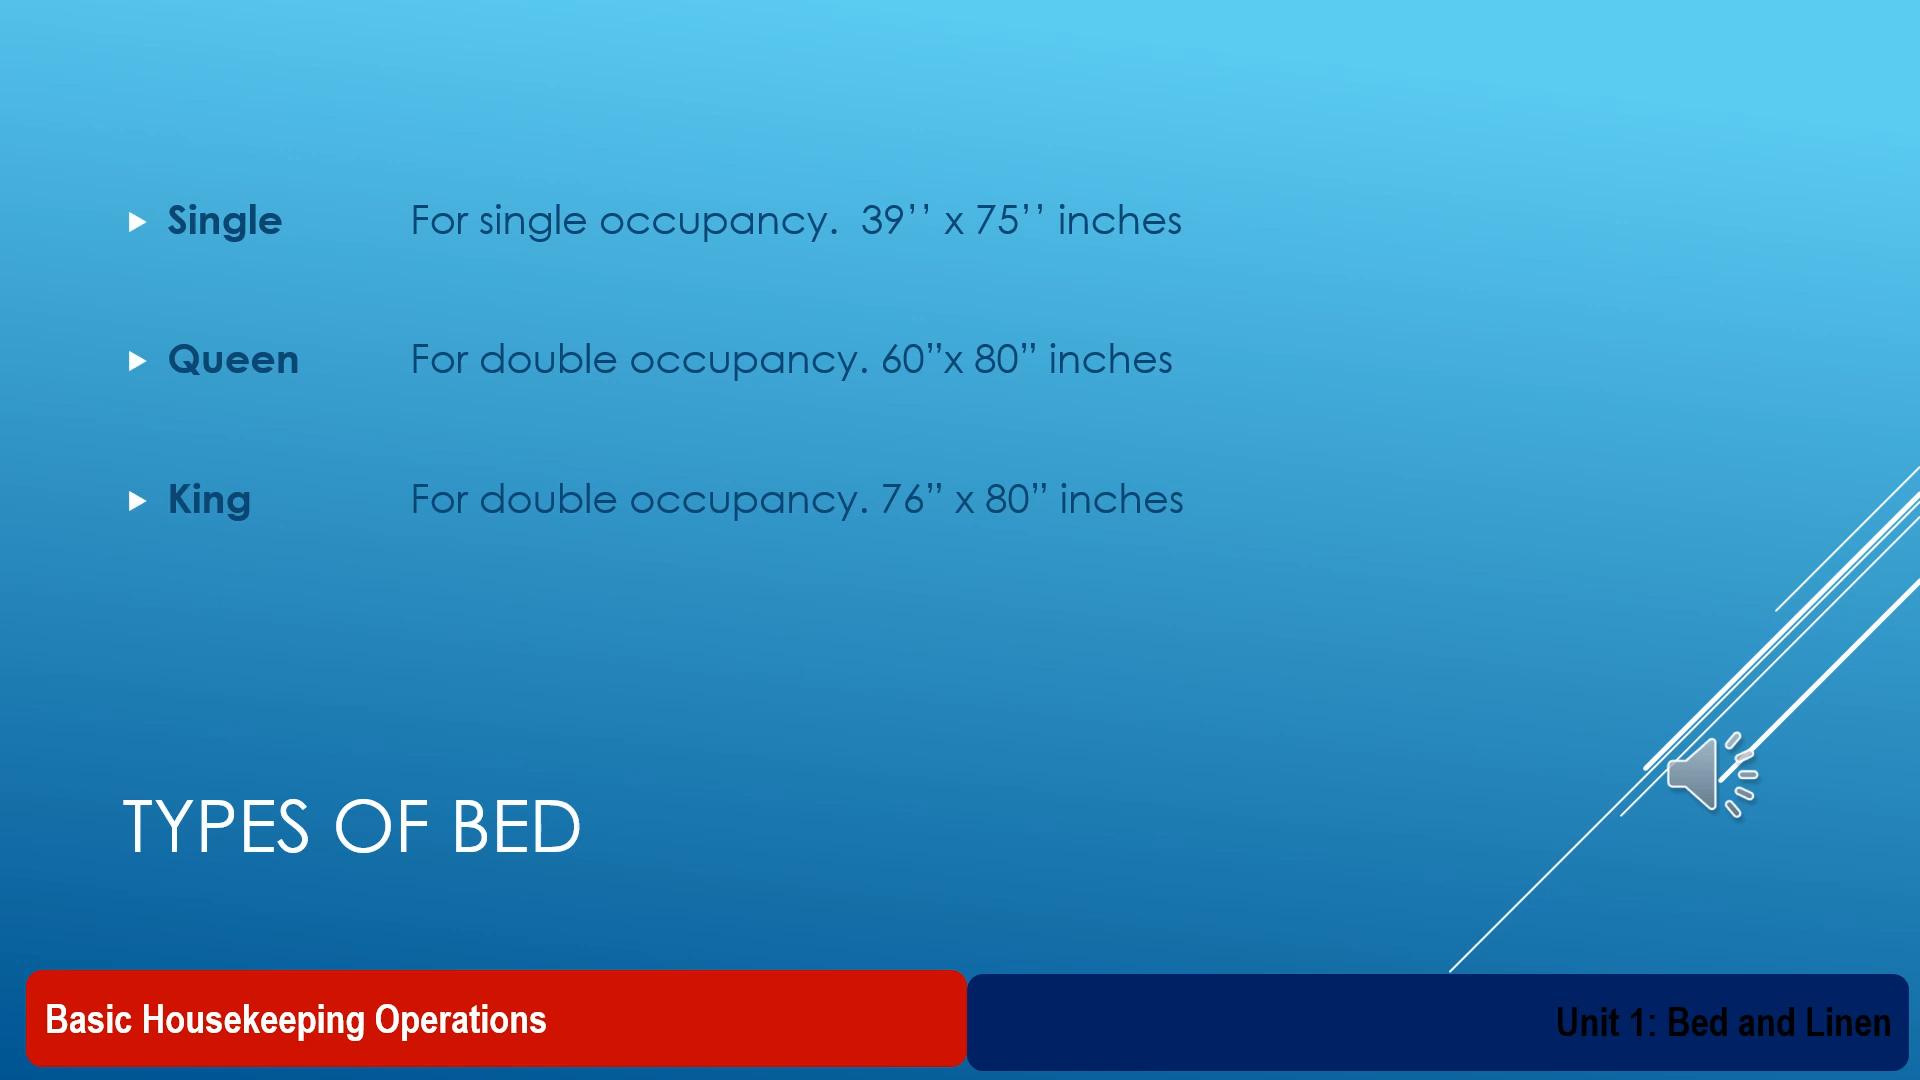 Single For single occupancy. 39’’ x 75’’ inches
Queen For double occupancy. 60”x 80” inches
King For double occupancy. 76” x 80” inches
TYPES OF BED
Basic Housekeeping Operations
Unit 1: Bed and Linen